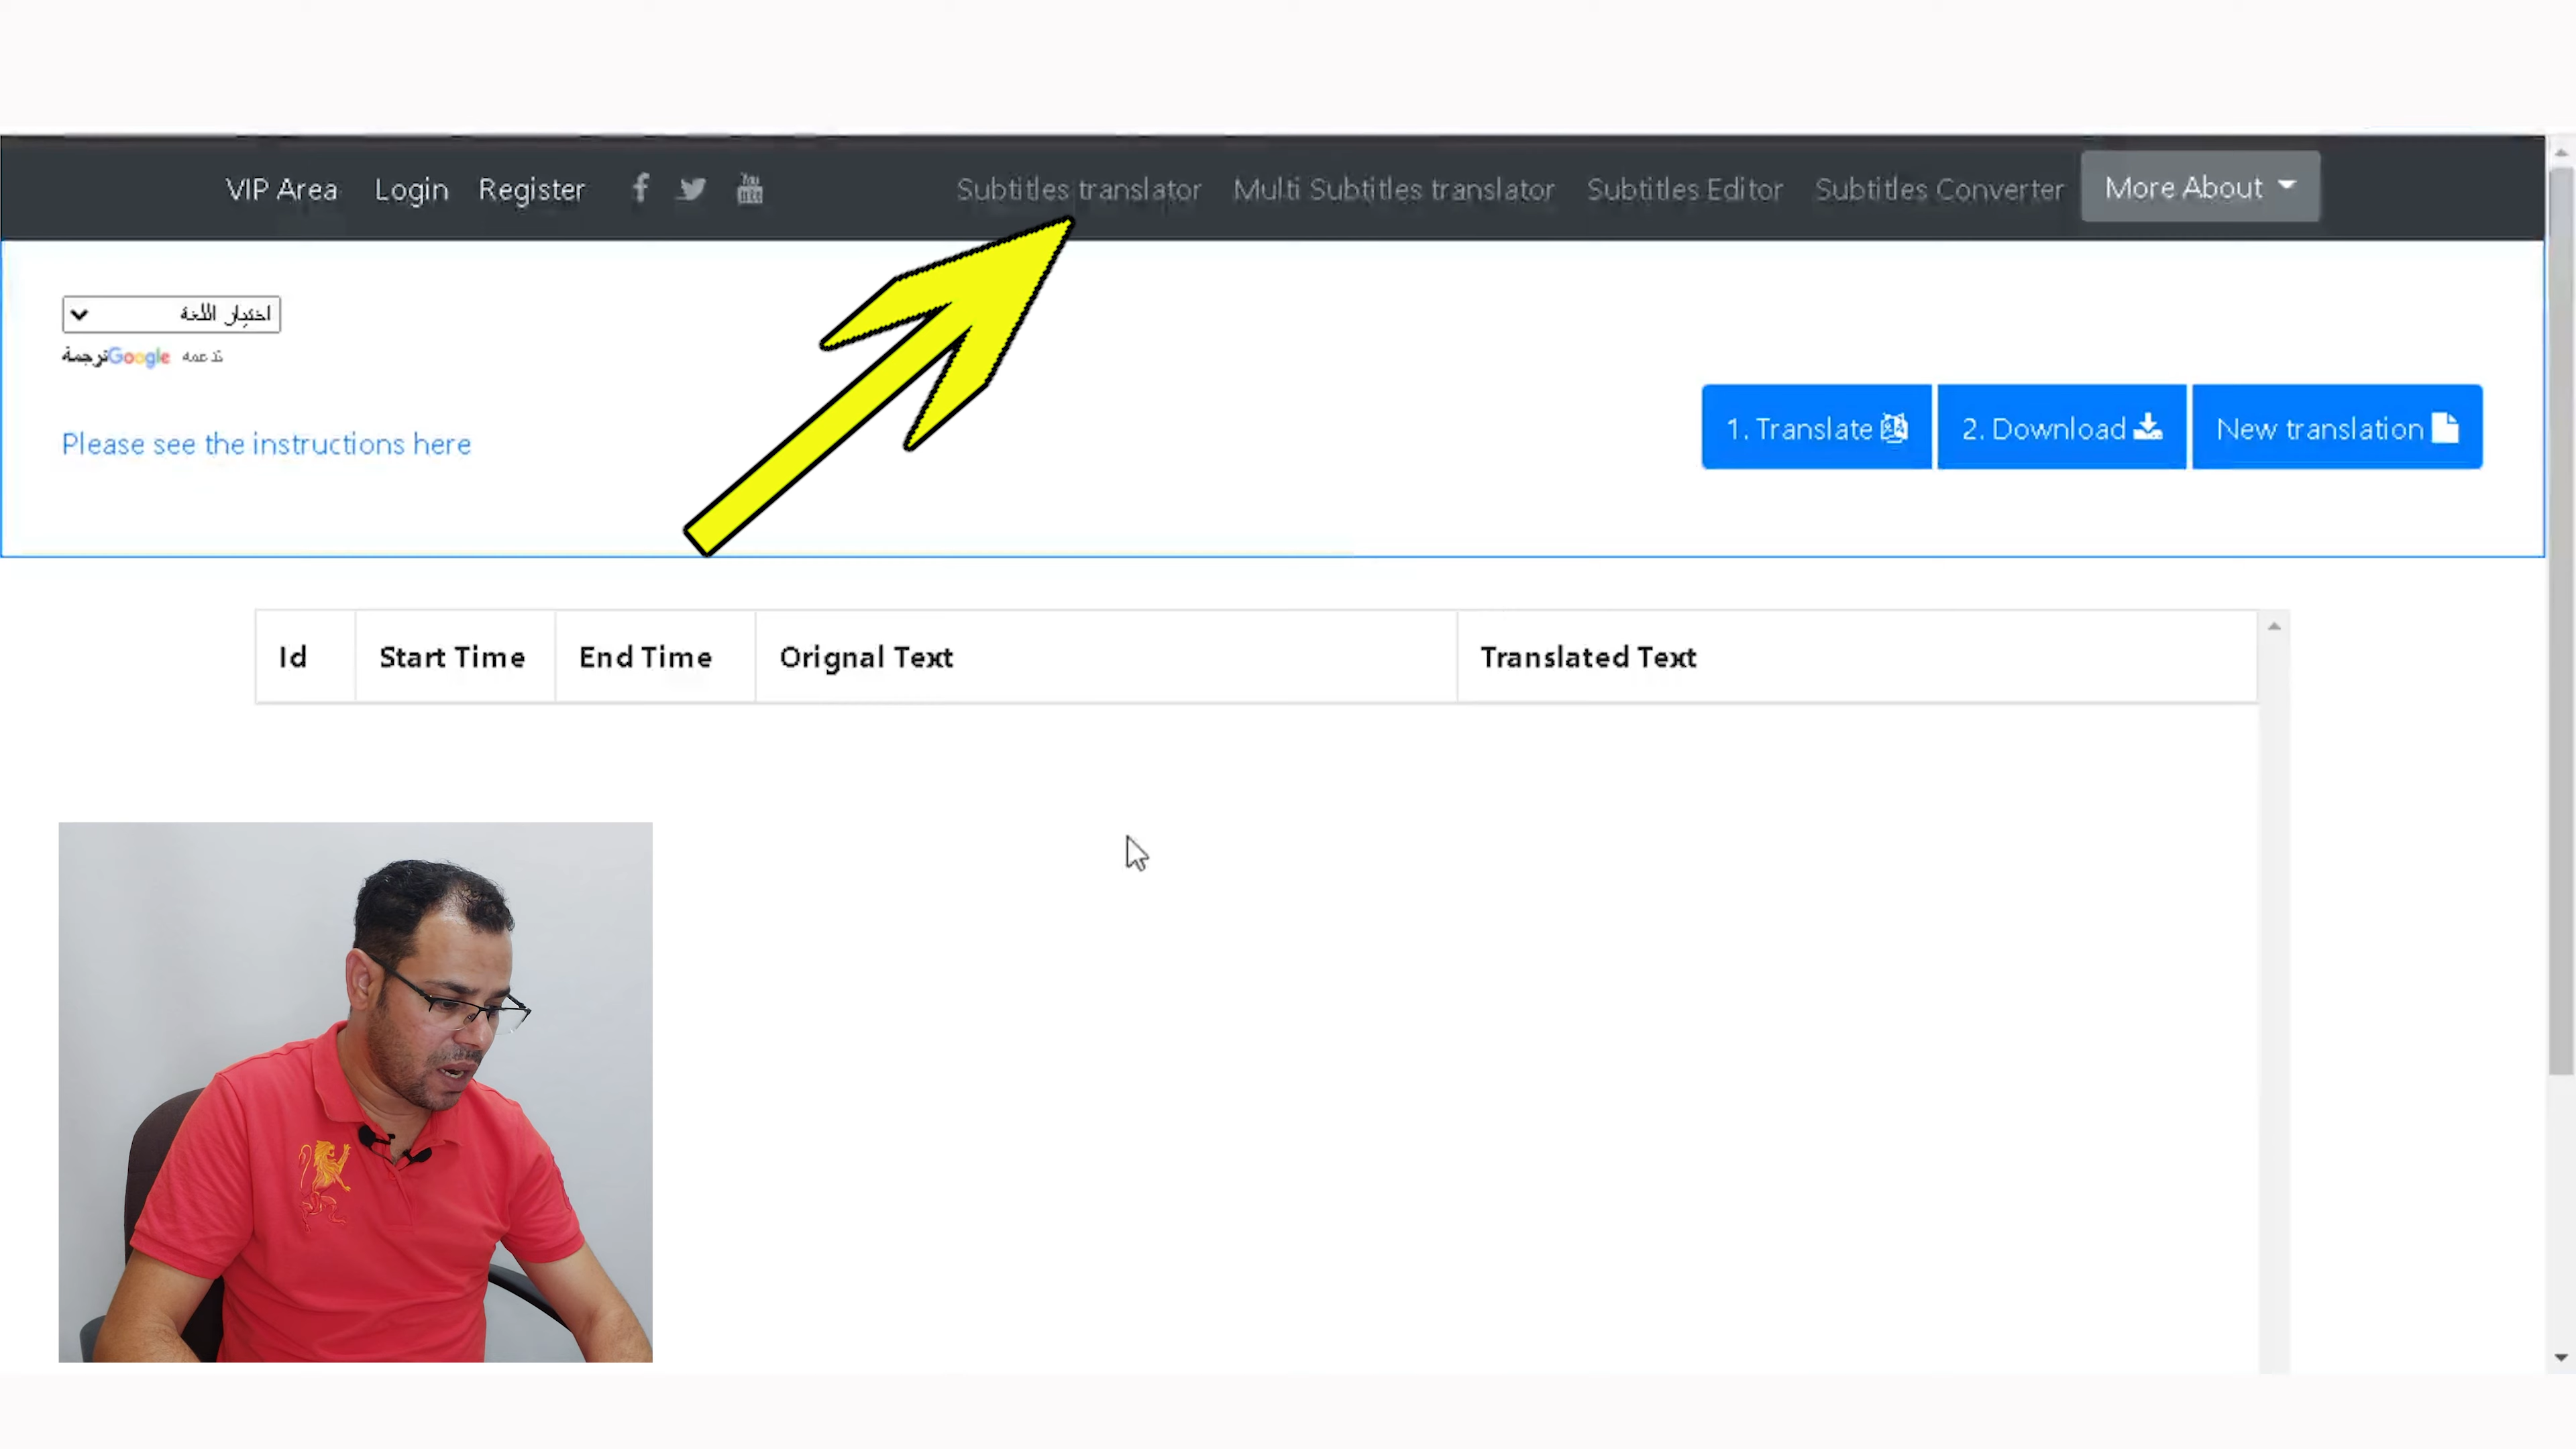 VIP Area Login Register Subtitles translator Multi Subtitles translator Subtitles Editor Subtitles Converter More About
اختيار اللغة
تدعمه Google ترجمة
Please see the instructions here
1. Translate 2. Download New translation
Id Start Time End Time Orignal Text Translated Text